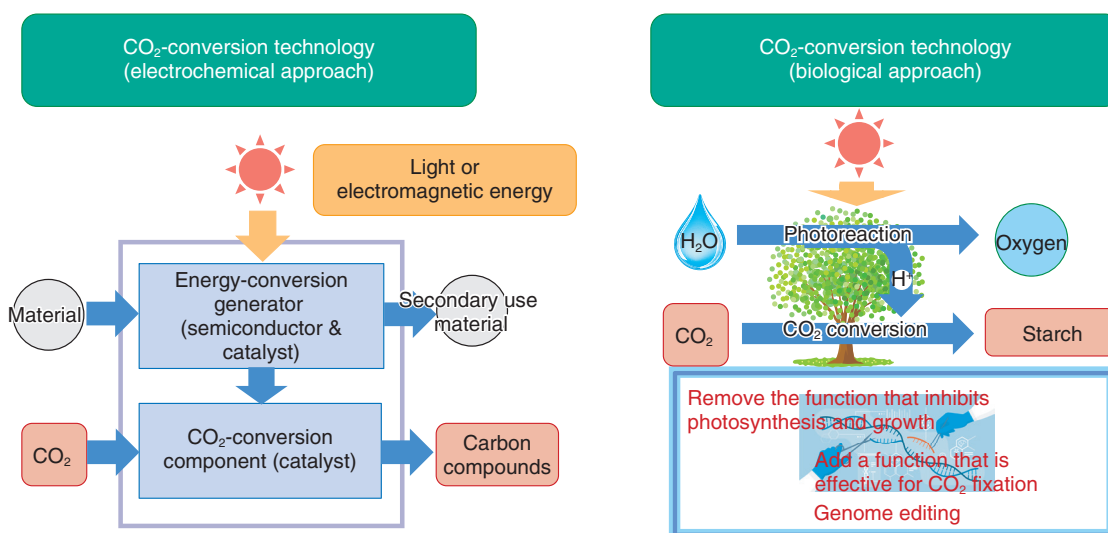 CO₂-conversion technology
(electrochemical approach)
Light or
electromagnetic energy
Material
Energy-conversion
generator
(semiconductor &
catalyst)
Secondary use
material
CO₂
CO₂-conversion
component (catalyst)
Carbon
compounds
CO₂-conversion technology
(biological approach)
H₂O
Photoreaction
Oxygen
H⁺
CO₂
CO₂ conversion
Starch
Remove the function that inhibits
photosynthesis and growth
Add a function that is
effective for CO₂ fixation
Genome editing